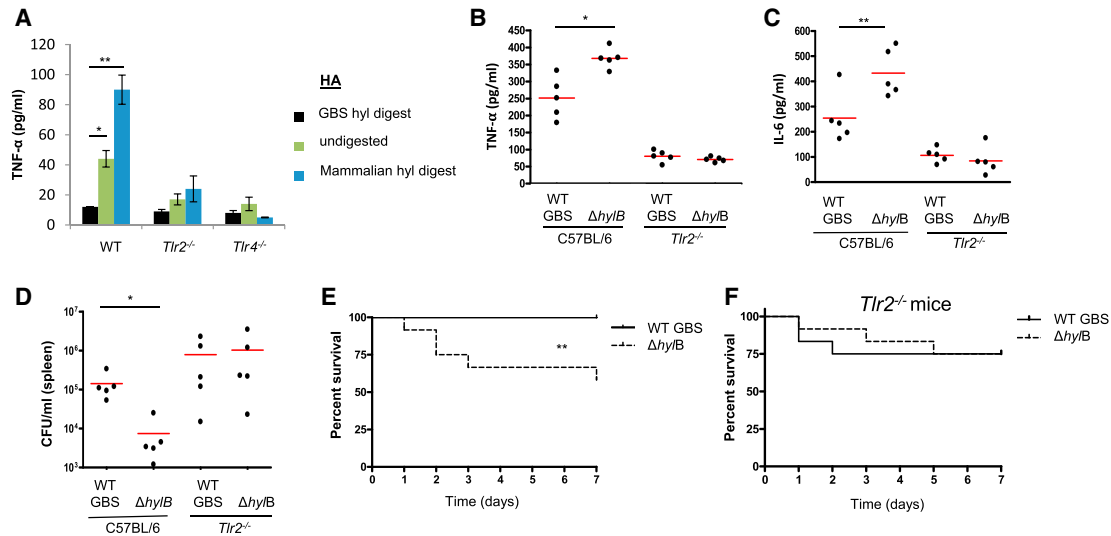 A
TNF-α (pg/ml)
120
100
80
60
40
20
0
**
*
WT
Tlr2-/-
Tlr4-/-
HA
GBS hyl digest
undigested
Mammalian hyl digest
B
TNF-α (pg/ml)
450
400
350
300
250
200
150
100
50
0
*
WT GBS
ΔhylB
WT GBS
ΔhylB
C57BL/6
Tlr2-/-
C
IL-6 (pg/ml)
600
500
400
300
200
100
0
**
WT GBS
ΔhylB
WT GBS
ΔhylB
C57BL/6
Tlr2-/-
D
CFU/ml (spleen)
10⁷
10⁶
10⁵
10⁴
10³
*
WT GBS
ΔhylB
WT GBS
ΔhylB
C57BL/6
Tlr2-/-
E
Percent survival
100
75
50
25
0
**
0 1 2 3 4 5 6 7
Time (days)
WT GBS
ΔhylB
F
Tlr2-/- mice
Percent survival
100
75
50
25
0
0 1 2 3 4 5 6 7
Time (days)
WT GBS
ΔhylB